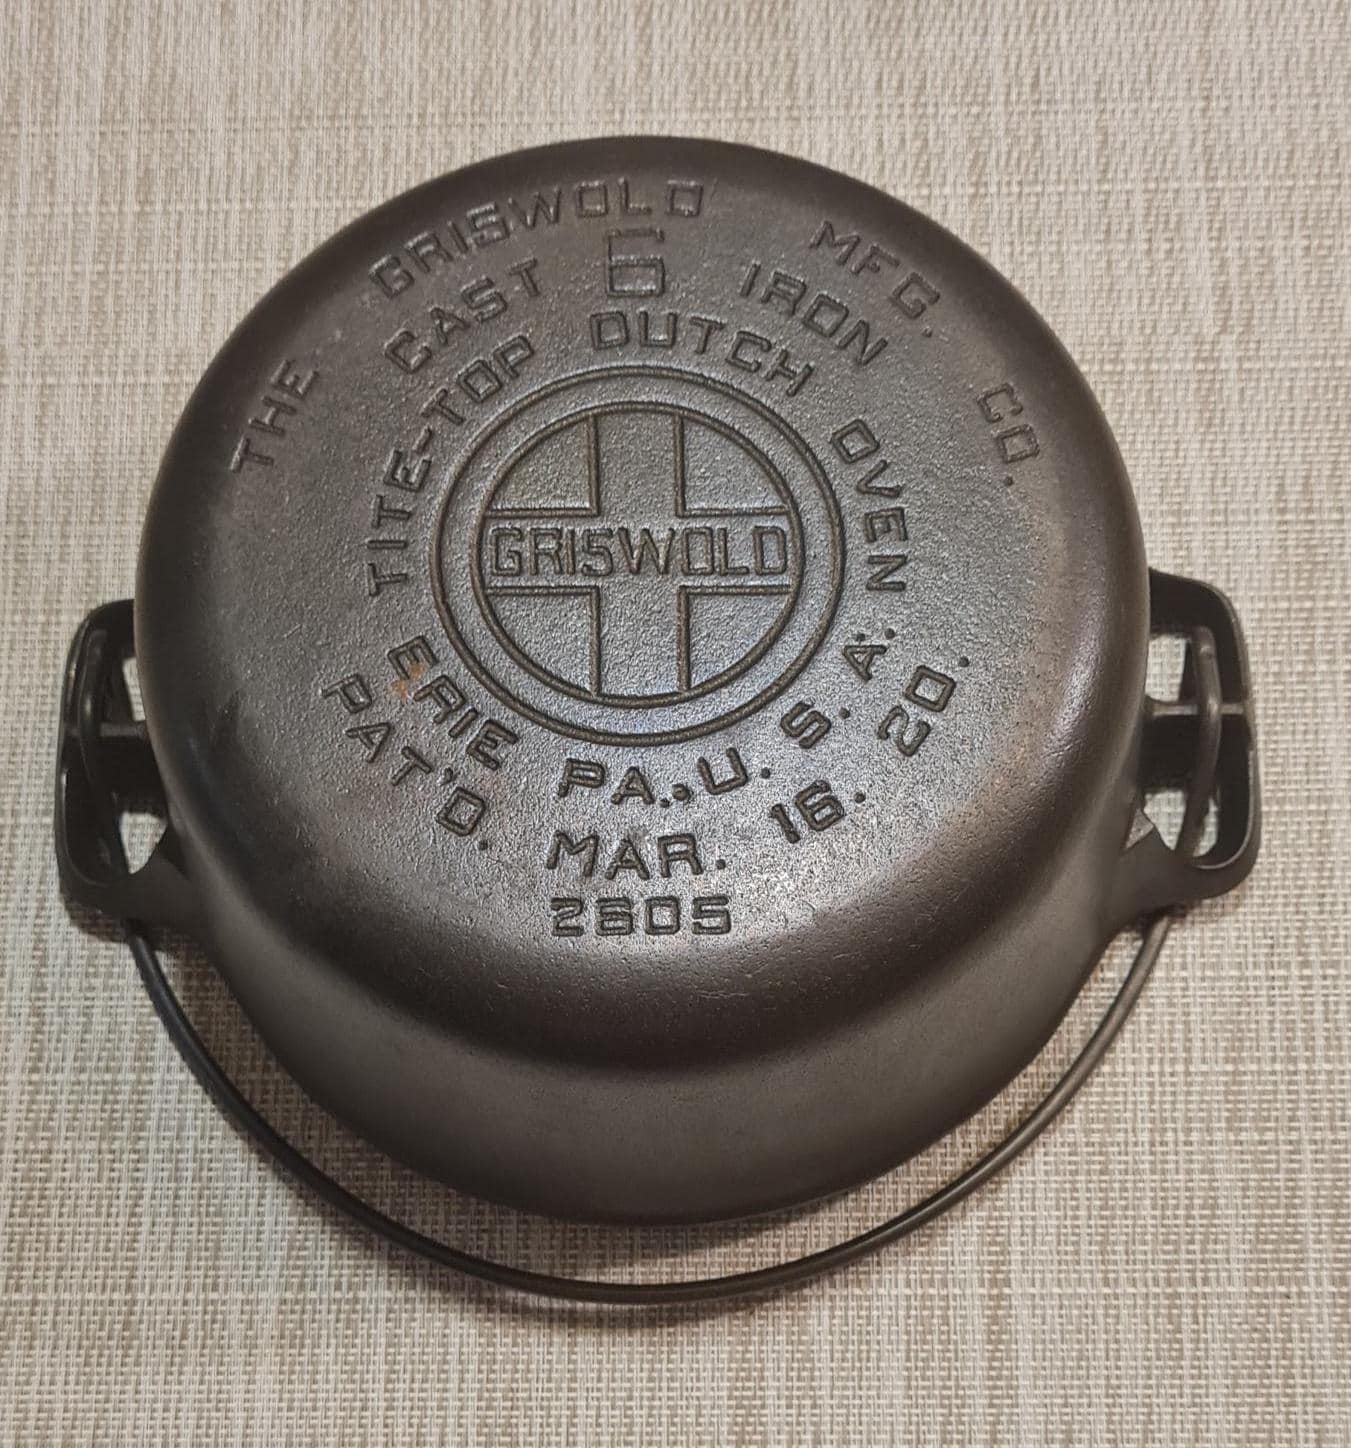 THE GRISWOLD MFG. CO.
CAST 6 IRON
TITE-TOP DUTCH OVEN
GRISWOLD
ERIE PA., U. S. A.
PAT'D. MAR. 16. 20.
2605